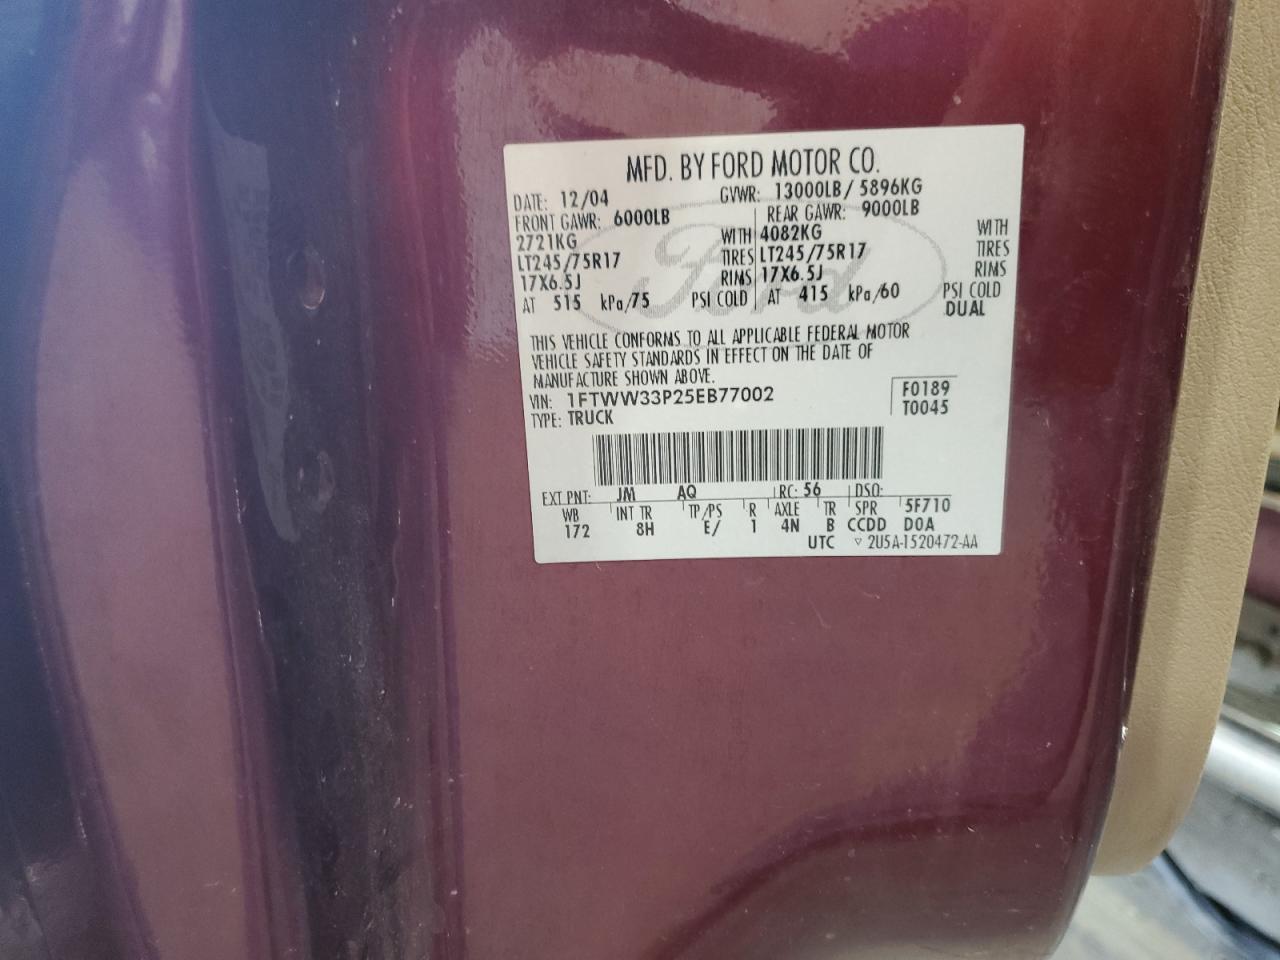 MFD. BY FORD MOTOR CO.
DATE: 12/04 GVWR: 13000LB/ 5896KG
FRONT GAWR: 6000LB REAR GAWR: 9000LB
2721KG WITH 4082KG WITH
LT245/75R17 TIRES LT245/75R17 TIRES
17X6.5J RIMS 17X6.5J RIMS
AT 515 kPa/75 PSI COLD AT 415 kPa/60 PSI COLD
DUAL
Ford
THIS VEHICLE CONFORMS TO ALL APPLICABLE FEDERAL MOTOR
VEHICLE SAFETY STANDARDS IN EFFECT ON THE DATE OF
MANUFACTURE SHOWN ABOVE.
VIN: 1FTWW33P25EB77002 F0189
TYPE: TRUCK T0045
EXT PNT: JM AQ RC: 56 DSO:
WB INT TR TP/PS R AXLE TR SPR 5F710
172 8H E/ 1 4N B CCDD DOA
UTC ▽ 2U5A-1520472-AA